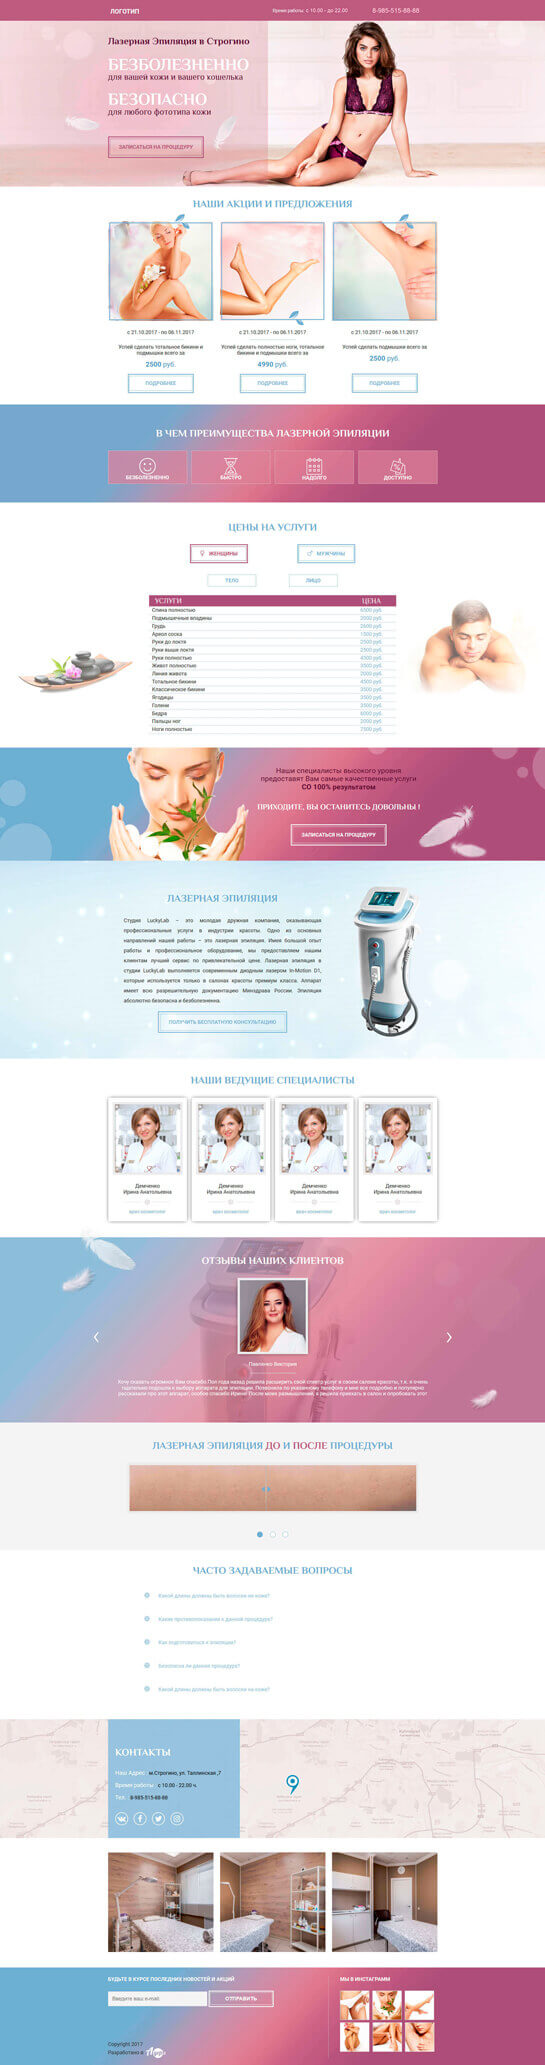 ЛОГОТИП
Время работы: с 10.00 - до 22.00
8-985-515-88-88
Лазерная Эпиляция в Строгино
БЕЗБОЛЕЗНЕННО
для вашей кожи и вашего кошелька
БЕЗОПАСНО
для любого фототипа кожи
ЗАПИСАТЬСЯ НА ПРОЦЕДУРУ
НАШИ АКЦИИ И ПРЕДЛОЖЕНИЯ
с 21.10.2017 - по 06.11.2017
Успей сделать тотальное бикини и
подмышки всего за
2500 руб.
ПОДРОБНЕЕ
с 21.10.2017 - по 06.11.2017
Успей сделать полностью ноги, тотальное
бикини и подмышки всего за
4990 руб.
ПОДРОБНЕЕ
с 21.10.2017 - по 06.11.2017
Успей сделать подмышки всего за
2500 руб.
ПОДРОБНЕЕ
В ЧЕМ ПРЕИМУЩЕСТВА ЛАЗЕРНОЙ ЭПИЛЯЦИИ
БЕЗБОЛЕЗНЕННО
БЫСТРО
НАДОЛГО
ДОСТУПНО
ЦЕНЫ НА УСЛУГИ
ЖЕНЩИНЫ
МУЖЧИНЫ
ТЕЛО
ЛИЦО
УСЛУГИ ЦЕНА
Спина полностью 6500 руб.
Подмышечные впадины 2000 руб.
Грудь 2500 руб.
Ареол соска 1500 руб.
Руки до локтя 2500 руб.
Руки выше локтя 2500 руб.
Руки полностью 4500 руб.
Живот полностью 3500 руб.
Линия живота 2000 руб.
Тотальное бикини 4500 руб.
Классическое бикини 3500 руб.
Ягодицы 3500 руб.
Голени 3500 руб.
Бедра 6000 руб.
Пальцы ног 2000 руб.
Ноги полностью 7500 руб.
Наши специалисты высокого уровня
предоставят Вам самые качественные услуги
СО 100% результатом
ПРИХОДИТЕ, ВЫ ОСТАНИТЕСЬ ДОВОЛЬНЫ !
ЗАПИСАТЬСЯ НА ПРОЦЕДУРУ
ЛАЗЕРНАЯ ЭПИЛЯЦИЯ
Студия LuckyLab – это молодая дружная компания, оказывающая
профессиональные услуги в индустрии красоты. Одно из основных
направлений нашей работы – это лазерная эпиляция. Имея большой опыт
работы и профессиональное оборудование, мы предоставляем нашим
клиентам лучший сервис по привлекательной цене. Лазерная эпиляция в
студии LuckyLab выполняется современным диодным лазером In-Motion D1,
которые используется только в салонах красоты премиум класса. Аппарат
имеет всю разрешительную документацию Минздрава России. Эпиляция
абсолютно безопасна и безболезненна.
ПОЛУЧИТЬ БЕСПЛАТНУЮ КОНСУЛЬТАЦИЮ
НАШИ ВЕДУЩИЕ СПЕЦИАЛИСТЫ
Демченко
Ирина Анатольевна
ВРАЧ КОСМЕТОЛОГ
Демченко
Ирина Анатольевна
ВРАЧ КОСМЕТОЛОГ
Демченко
Ирина Анатольевна
ВРАЧ КОСМЕТОЛОГ
Демченко
Ирина Анатольевна
ВРАЧ КОСМЕТОЛОГ
ОТЗЫВЫ НАШИХ КЛИЕНТОВ
Павленко Виктория
Хочу сказать огромное Вам спасибо Пол года назад решила расширить свой спектр услуг в своем салоне красоты, т.к. я очень
тщательно подошла к выбору аппарата для эпиляции. Позвонила по указанному телефону и мне все подробно и популярно
рассказали про этот аппарат, особое спасибо Ирине! После моих размышлений, я решила приехать в салон и опробовать этот
ЛАЗЕРНАЯ ЭПИЛЯЦИЯ ДО И ПОСЛЕ ПРОЦЕДУРЫ
ЧАСТО ЗАДАВАЕМЫЕ ВОПРОСЫ
Какой длины должны быть волоски на коже?
Какие противопоказания к данной процедуре?
Как подготовиться к эпиляции?
Безопасна ли данная процедура?
Какой длины должны быть волоски на коже?
КОНТАКТЫ
Наш Адрес м.Строгино, ул. Таллинская ,7
Время работы с 10.00 - 22.00 ч.
Тел. 8-985-515-88-88
БУДЬТЕ В КУРСЕ ПОСЛЕДНИХ НОВОСТЕЙ И АКЦИЙ
Введите ваш e-mail
ОТПРАВИТЬ
МЫ В ИНСТАГРАММ
Copyright 2017
Разработано в